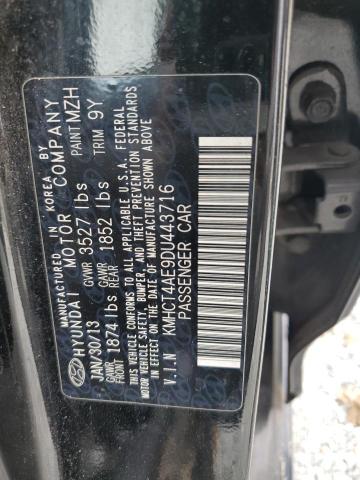 MANUFACTURED IN KOREA BY
HYUNDAI MOTOR COMPANY
JAN/30/13 GVWR 3527 lbs PAINT MZH
GAWR FRONT 1874 lbs GAWR REAR 1852 lbs TRIM 9Y
THIS VEHICLE CONFORMS TO ALL APPLICABLE U.S.A. FEDERAL
MOTOR VEHICLE SAFETY, BUMPER, AND THEFT PREVENTION STANDARDS
IN EFFECT ON THE DATE OF MANUFACTURE SHOWN ABOVE
V.I.N KMHCT4AE9DU443716
PASSENGER CAR